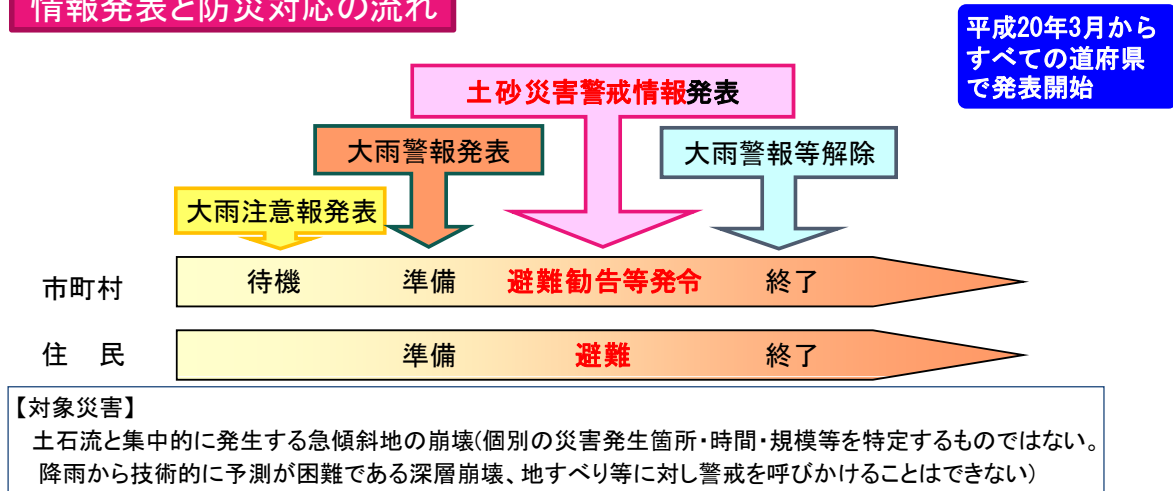 情報発表と防災対応の流れ
平成20年3月から
すべての道府県
で発表開始
土砂災害警戒情報発表
大雨警報発表
大雨警報等解除
大雨注意報発表
市町村 待機 準備 避難勧告等発令 終了
住 民 準備 避難 終了
【対象災害】
土石流と集中的に発生する急傾斜地の崩壊(個別の災害発生箇所・時間・規模等を特定するものではない。
降雨から技術的に予測が困難である深層崩壊、地すべり等に対し警戒を呼びかけることはできない)